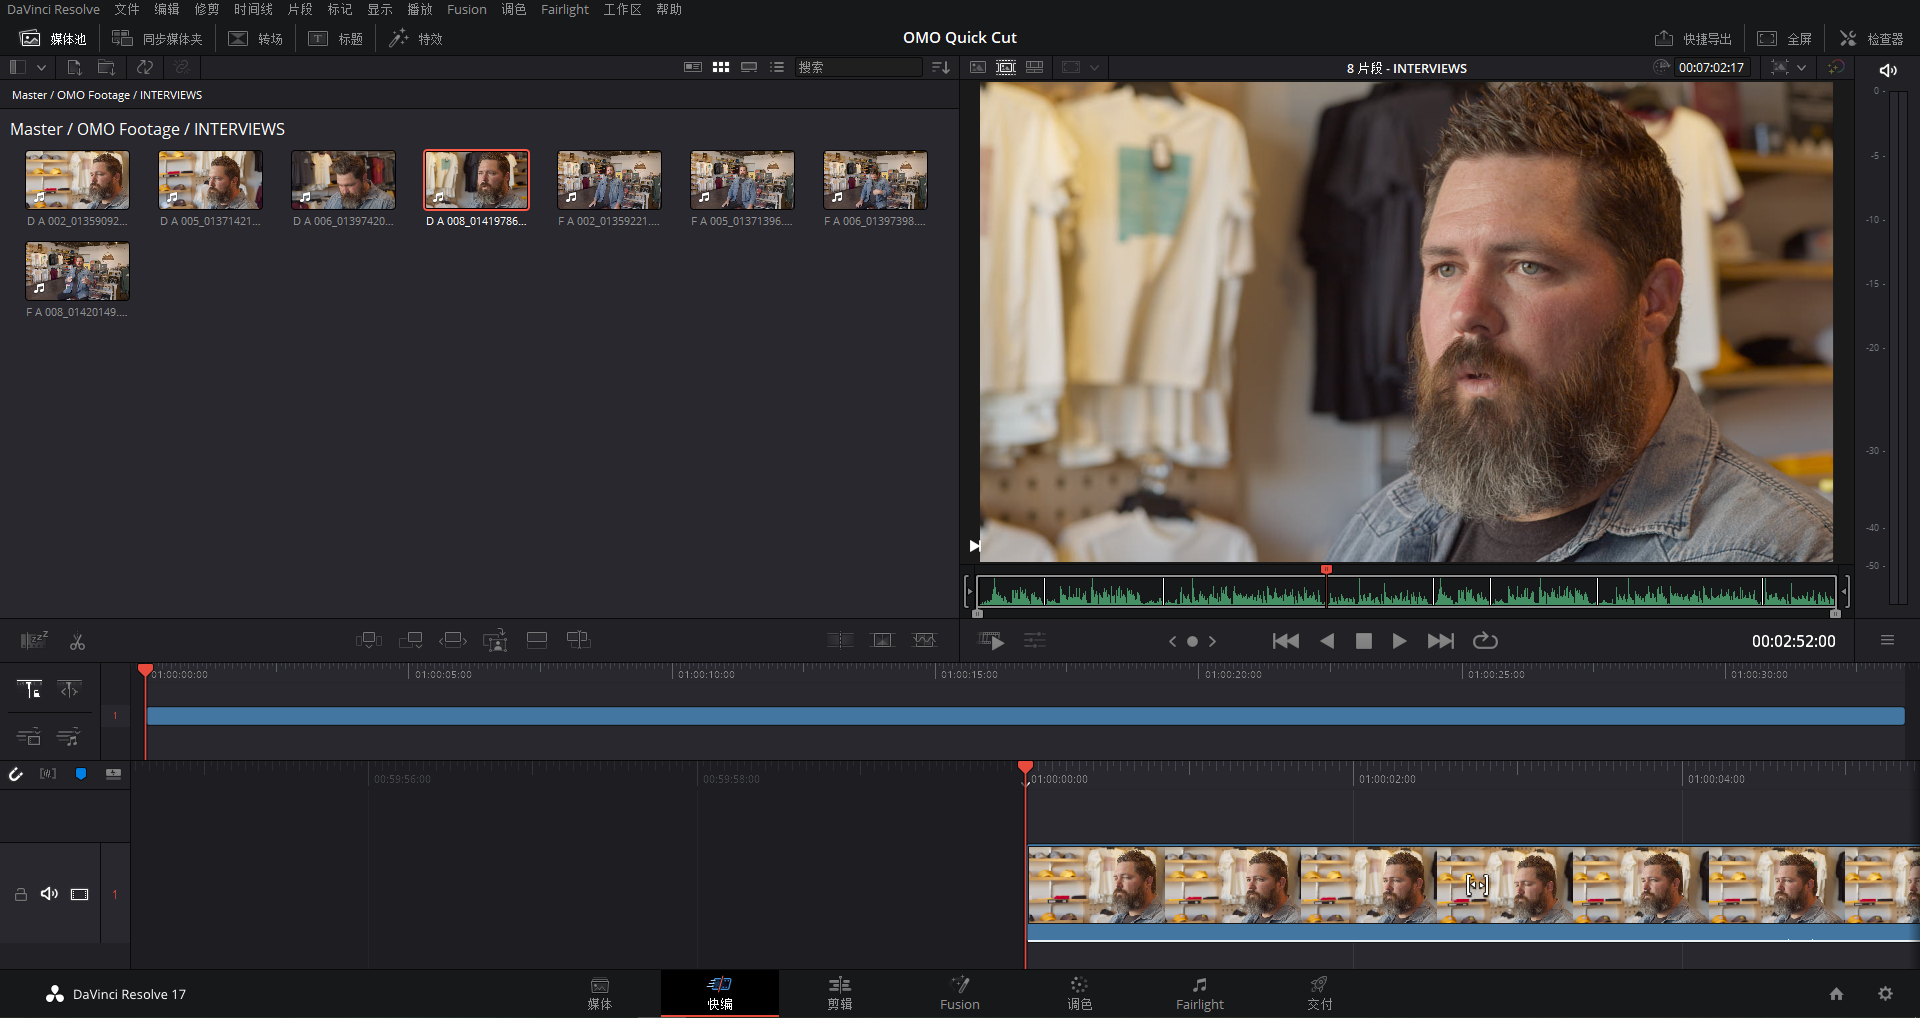 DaVinci Resolve 文件 编辑 修剪 时间线 片段 标记 显示 播放 Fusion 调色 Fairlight 工作区 帮助
媒体池 同步媒体夹 转场 标题 特效 OMO Quick Cut 快捷导出 全屏 检查器
搜索 8 片段 - INTERVIEWS 00:07:02:17
Master / OMO Footage / INTERVIEWS
Master / OMO Footage / INTERVIEWS
D A 002_01359092... D A 005_01371421... D A 006_01397420... D A 008_01419786... F A 002_01359221.... F A 005_01371396.... F A 006_01397398....
F A 008_01420149....
0 -
-5 -
-10 -
-15 -
-20 -
-30 -
-40 -
-50 -
00:02:52:00
01:00:00:00 01:00:05:00 01:00:10:00 01:00:15:00 01:00:20:00 01:00:25:00 01:00:30:00
1
00:59:56:00 00:59:58:00 01:00:00:00 01:00:02:00 01:00:04:00
1
DaVinci Resolve 17 媒体 快编 剪辑 Fusion 调色 Fairlight 交付